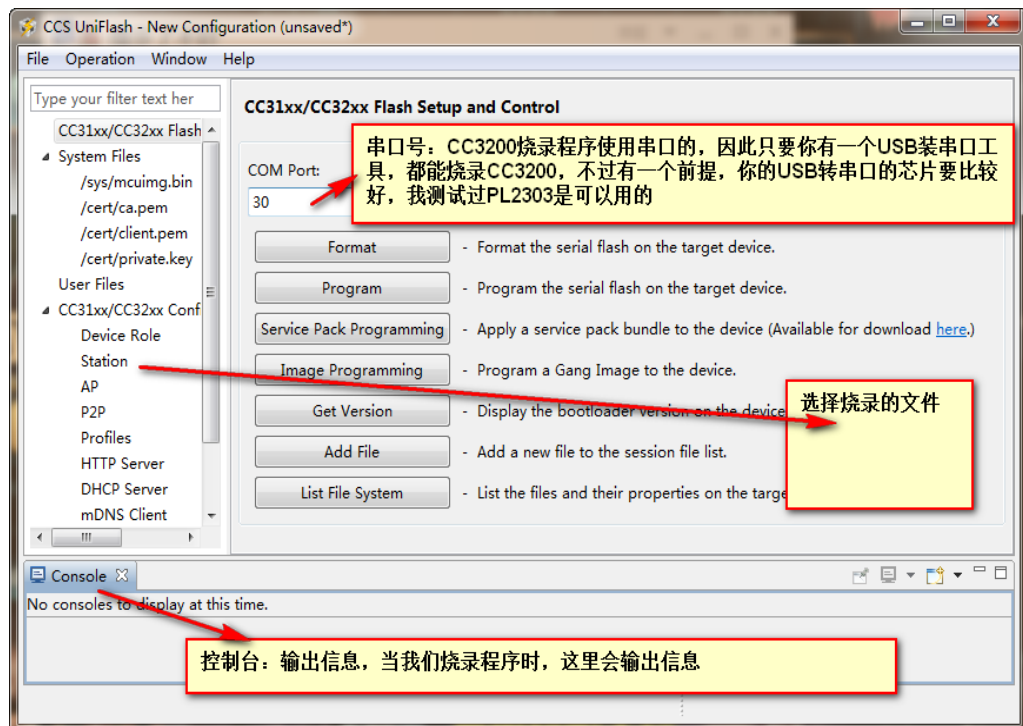 CCS UniFlash - New Configuration (unsaved*)
File Operation Window Help
Type your filter text her
CC31xx/CC32xx Flash
System Files
/sys/mcuimg.bin
/cert/ca.pem
/cert/client.pem
/cert/private.key
User Files
CC31xx/CC32xx Conf
Device Role
Station
AP
P2P
Profiles
HTTP Server
DHCP Server
mDNS Client
CC31xx/CC32xx Flash Setup and Control
COM Port:
30
串口号：CC3200烧录程序使用串口的，因此只要你有一个USB装串口工
具，都能烧录CC3200，不过有一个前提，你的USB转串口的芯片要比较
好，我测试过PL2303是可以用的
Format - Format the serial flash on the target device.
Program - Program the serial flash on the target device.
Service Pack Programming - Apply a service pack bundle to the device (Available for download here.)
Image Programming - Program a Gang Image to the device.
Get Version - Display the bootloader version on the device
Add File - Add a new file to the session file list.
List File System - List the files and their properties on the targe
选择烧录的文件
Console
No consoles to display at this time.
控制台：输出信息，当我们烧录程序时，这里会输出信息